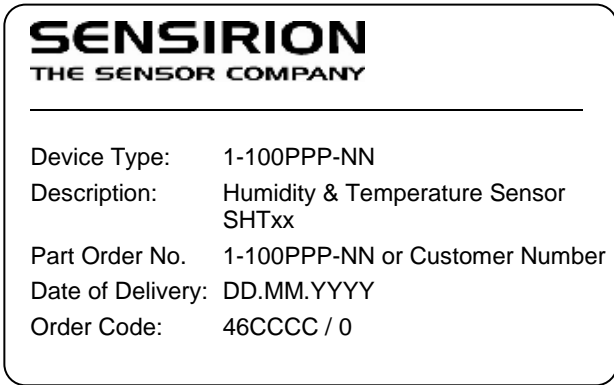 SENSIRION
THE SENSOR COMPANY
Device Type: 1-100PPP-NN
Description: Humidity & Temperature Sensor
SHTxx
Part Order No. 1-100PPP-NN or Customer Number
Date of Delivery: DD.MM.YYYY
Order Code: 46CCCC / 0